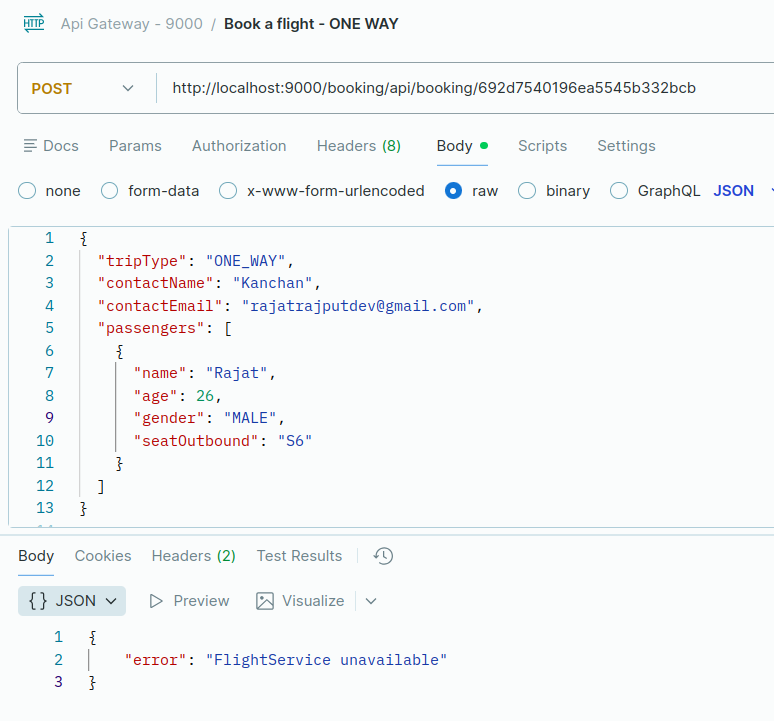 HTTP Api Gateway - 9000 / Book a flight - ONE WAY
POST http://localhost:9000/booking/api/booking/692d7540196ea5545b332bcb
Docs Params Authorization Headers (8) Body Scripts Settings
none form-data x-www-form-urlencoded raw binary GraphQL JSON
1 {
2 "tripType": "ONE_WAY",
3 "contactName": "Kanchan",
4 "contactEmail": "rajatrajputdev@gmail.com",
5 "passengers": [
6 {
7 "name": "Rajat",
8 "age": 26,
9 "gender": "MALE",
10 "seatOutbound": "S6"
11 }
12 ]
13 }
Body Cookies Headers (2) Test Results
{} JSON Preview Visualize
1 {
2 "error": "FlightService unavailable"
3 }